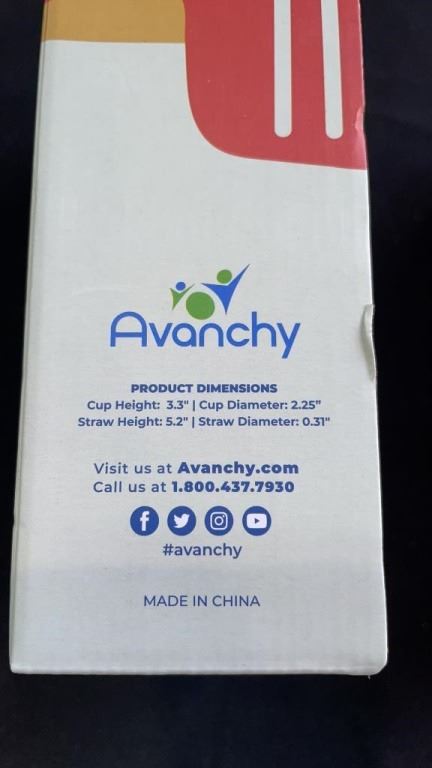 Avanchy
PRODUCT DIMENSIONS
Cup Height: 3.3" | Cup Diameter: 2.25"
Straw Height: 5.2" | Straw Diameter: 0.31"
Visit us at Avanchy.com
Call us at 1.800.437.7930
#avanchy
MADE IN CHINA